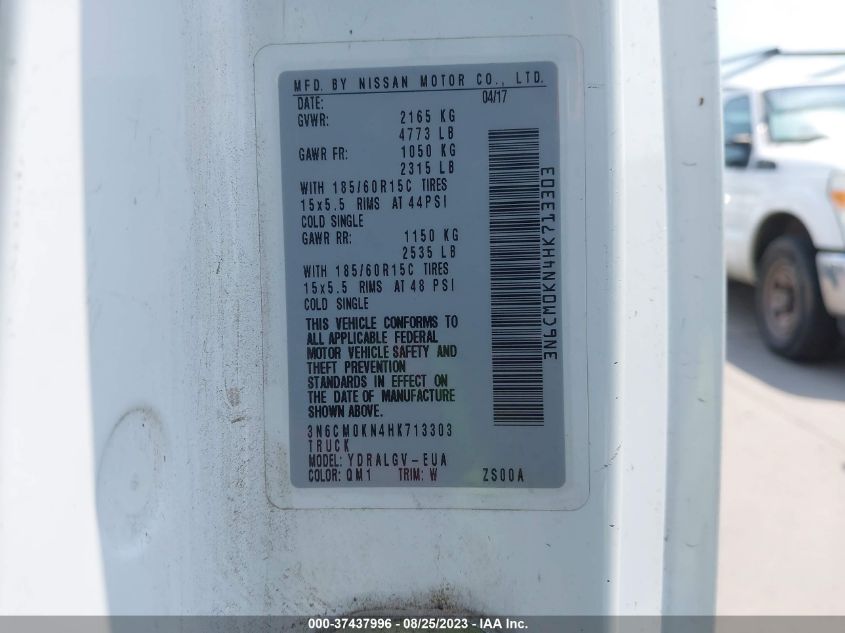 MFD. BY NISSAN MOTOR CO., LTD.
DATE: 04/17
GVWR: 2165 KG
4773 LB
GAWR FR: 1050 KG
2315 LB
WITH 185/60R15C TIRES
15x5.5 RIMS AT 44PSI
COLD SINGLE
GAWR RR: 1150 KG
2535 LB
WITH 185/60R15C TIRES
15x5.5 RIMS AT 48 PSI
COLD SINGLE
THIS VEHICLE CONFORMS TO
ALL APPLICABLE FEDERAL
MOTOR VEHICLE SAFETY AND
THEFT PREVENTION
STANDARDS IN EFFECT ON
THE DATE OF MANUFACTURE
SHOWN ABOVE.
3N6CM0KN4HK713303
TRUCK
MODEL: YDRALGV-EUA
COLOR: QM1 TRIM: W ZS00A
3N6CM0KN4HK713303
000-37437996 - 08/25/2023 - IAA Inc.